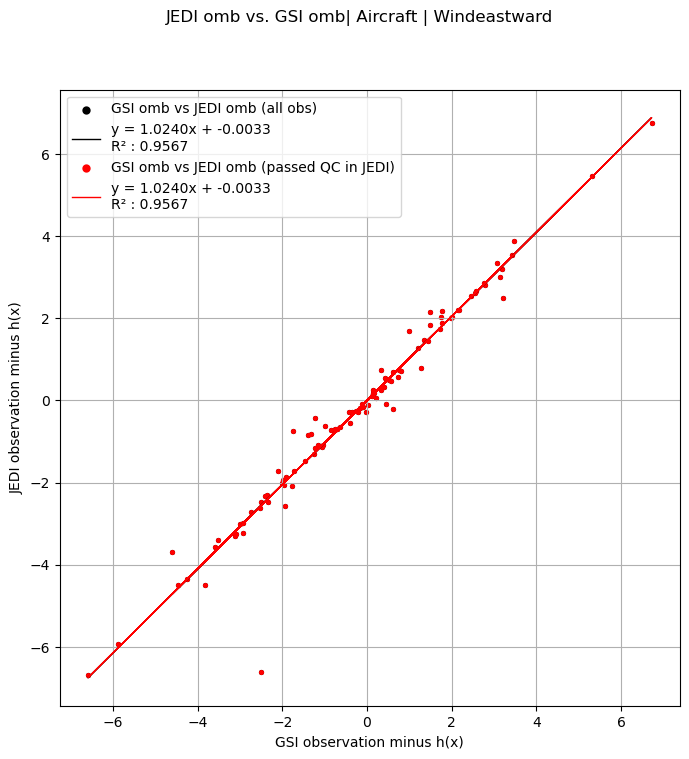 JEDI omb vs. GSI omb| Aircraft | Windeastward
GSI omb vs JEDI omb (all obs)
y = 1.0240x + -0.0033
R² : 0.9567
GSI omb vs JEDI omb (passed QC in JEDI)
y = 1.0240x + -0.0033
R² : 0.9567
JEDI observation minus h(x)
6
4
2
0
−2
−4
−6
−6 −4 −2 0 2 4 6
GSI observation minus h(x)